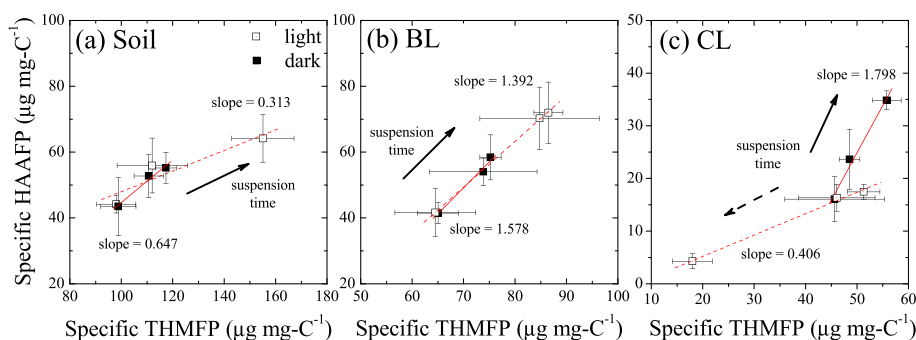 (a) Soil
light
dark
slope = 0.313
suspension
time
slope = 0.647
100
80
60
40
20
80 100 120 140 160 180
Specific THMFP (µg mg-C⁻¹)
Specific HAAFP (µg mg-C⁻¹)
(b) BL
slope = 1.392
suspension
time
slope = 1.578
100
80
60
40
20
50 60 70 80 90 100
Specific THMFP (µg mg-C⁻¹)
(c) CL
slope = 1.798
suspension
time
slope = 0.406
50
40
30
20
10
0
10 20 30 40 50 60
Specific THMFP (µg mg-C⁻¹)